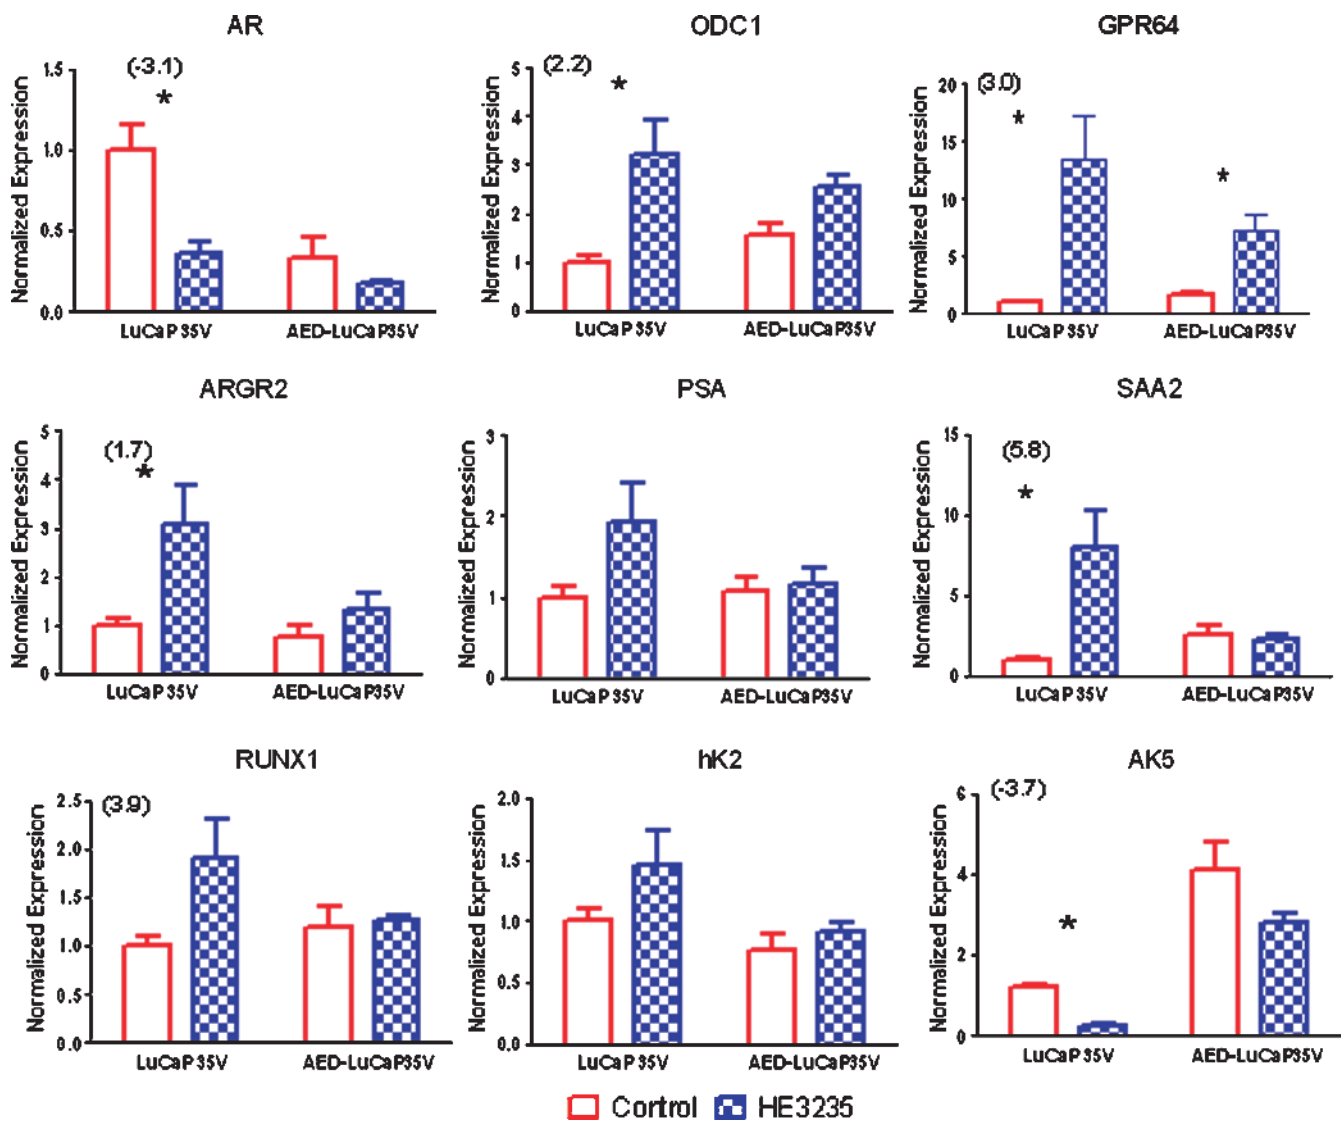 AR
(-3.1)
*
Normalized Expression
1.5
1.0
0.5
0.0
LuCaP 35V
AED-LuCaP35V
ODC1
(2.2)
*
Normalized Expression
5
4
3
2
1
0
LuCaP 35V
AED-LuCaP35V
GPR64
(3.0)
*
*
Normalized Expression
20
15
10
5
0
LuCaP 35V
AED-LuCaP35V
ARGR2
(1.7)
*
Normalized Expression
5
4
3
2
1
0
LuCaP 35V
AED-LuCaP35V
PSA
Normalized Expression
3
2
1
0
LuCaP 35V
AED-LuCaP35V
SAA2
(5.8)
*
Normalized Expression
15
10
5
0
LuCaP 35V
AED-LuCaP35V
RUNX1
(3.9)
Normalized Expression
2.5
2.0
1.5
1.0
0.5
0.0
LuCaP 35V
AED-LuCaP35V
hK2
Normalized Expression
2.0
1.5
1.0
0.5
0.0
LuCaP 35V
AED-LuCaP35V
AK5
(-3.7)
*
Normalized Expression
6
4
2
0
LuCaP 35V
AED-LuCaP35V
Control HE3235